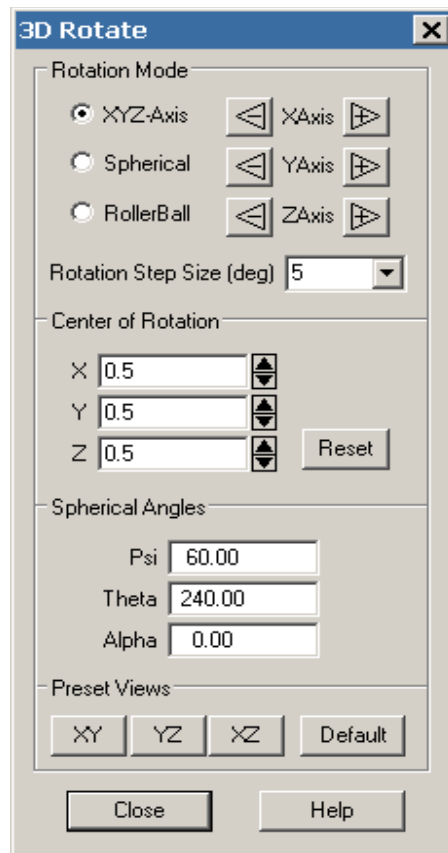 3D Rotate
Rotation Mode
XYZ-Axis - XAxis +
Spherical - YAxis +
RollerBall - ZAxis +
Rotation Step Size (deg) 5
Center of Rotation
X 0.5
Y 0.5
Z 0.5 Reset
Spherical Angles
Psi 60.00
Theta 240.00
Alpha 0.00
Preset Views
XY YZ XZ Default
Close Help